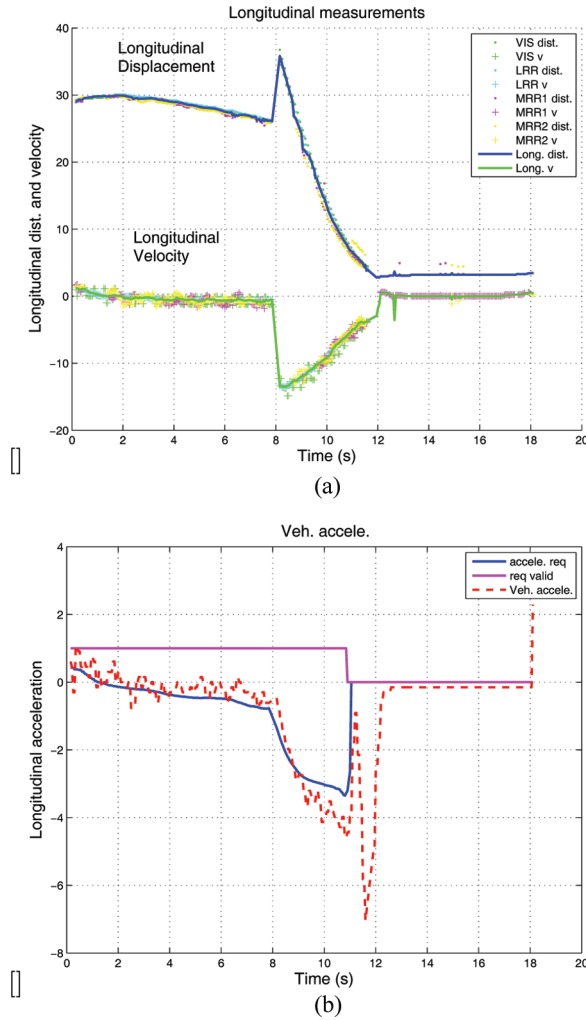 Longitudinal measurements
40
30
20
10
0
−10
−20
Longitudinal dist. and velocity
Longitudinal
Displacement
Longitudinal
Velocity
VIS dist.
VIS v
LRR dist.
LRR v
MRR1 dist.
MRR1 v
MRR2 dist.
MRR2 v
Long. dist.
Long. v
0 2 4 6 8 10 12 14 16 18 20
Time (s)
[]
(a)
Veh. accele.
4
2
0
−2
−4
−6
−8
Longitudinal acceleration
accele. req
req valid
Veh. accele.
0 2 4 6 8 10 12 14 16 18 20
Time (s)
[]
(b)